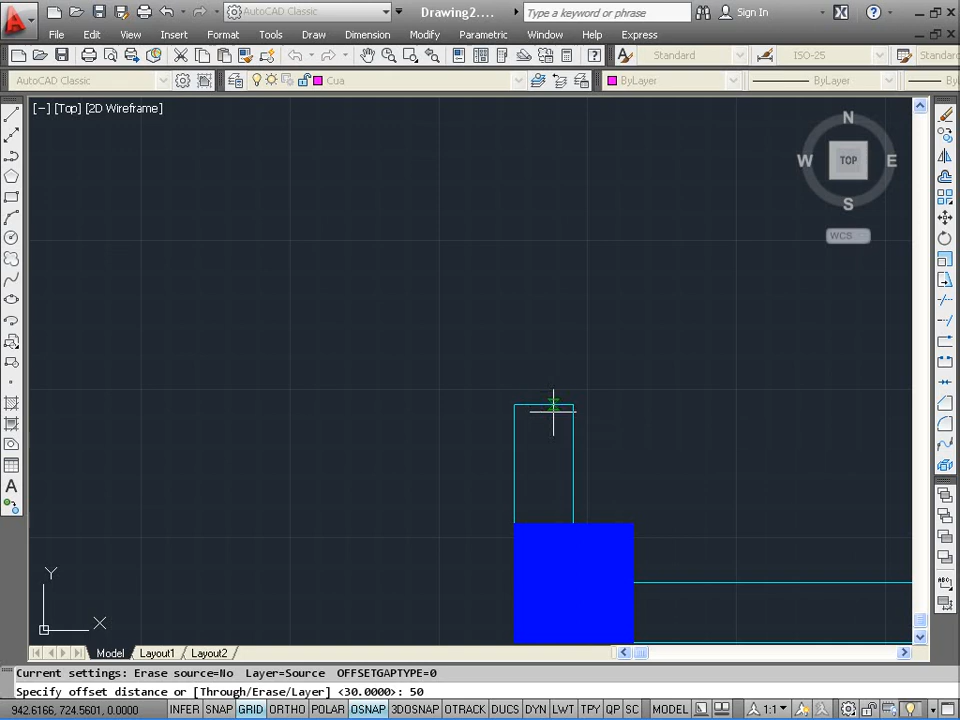 AutoCAD Classic Drawing2.... Type a keyword or phrase Sign In
File Edit View Insert Format Tools Draw Dimension Modify Parametric Window Help Express
Standard ISO-25 Standard
AutoCAD Classic Cua ByLayer ByLayer
[−] [Top] [2D Wireframe]
N
W TOP E
S
WCS
Y
X
Model Layout1 Layout2
Current settings: Erase source=No Layer=Source OFFSETGAPTYPE=0
Specify offset distance or [Through/Erase/Layer] <30.0000>: 50
942.6166, 724.5601, 0.0000 INFER SNAP GRID ORTHO POLAR OSNAP 3DOSNAP OTRACK DUCS DYN LWT TPY QP SC MODEL 1:1